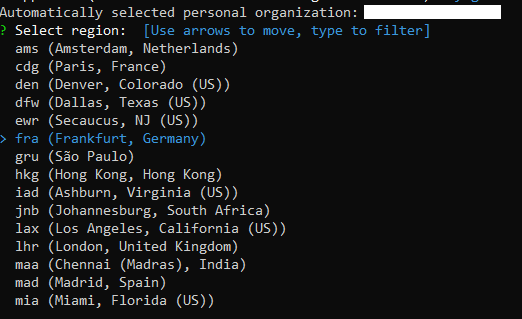 Automatically selected personal organization:
? Select region:  [Use arrows to move, type to filter]
ams (Amsterdam, Netherlands)
cdg (Paris, France)
den (Denver, Colorado (US))
dfw (Dallas, Texas (US))
ewr (Secaucus, NJ (US))
> fra (Frankfurt, Germany)
gru (São Paulo)
hkg (Hong Kong, Hong Kong)
iad (Ashburn, Virginia (US))
jnb (Johannesburg, South Africa)
lax (Los Angeles, California (US))
lhr (London, United Kingdom)
maa (Chennai (Madras), India)
mad (Madrid, Spain)
mia (Miami, Florida (US))